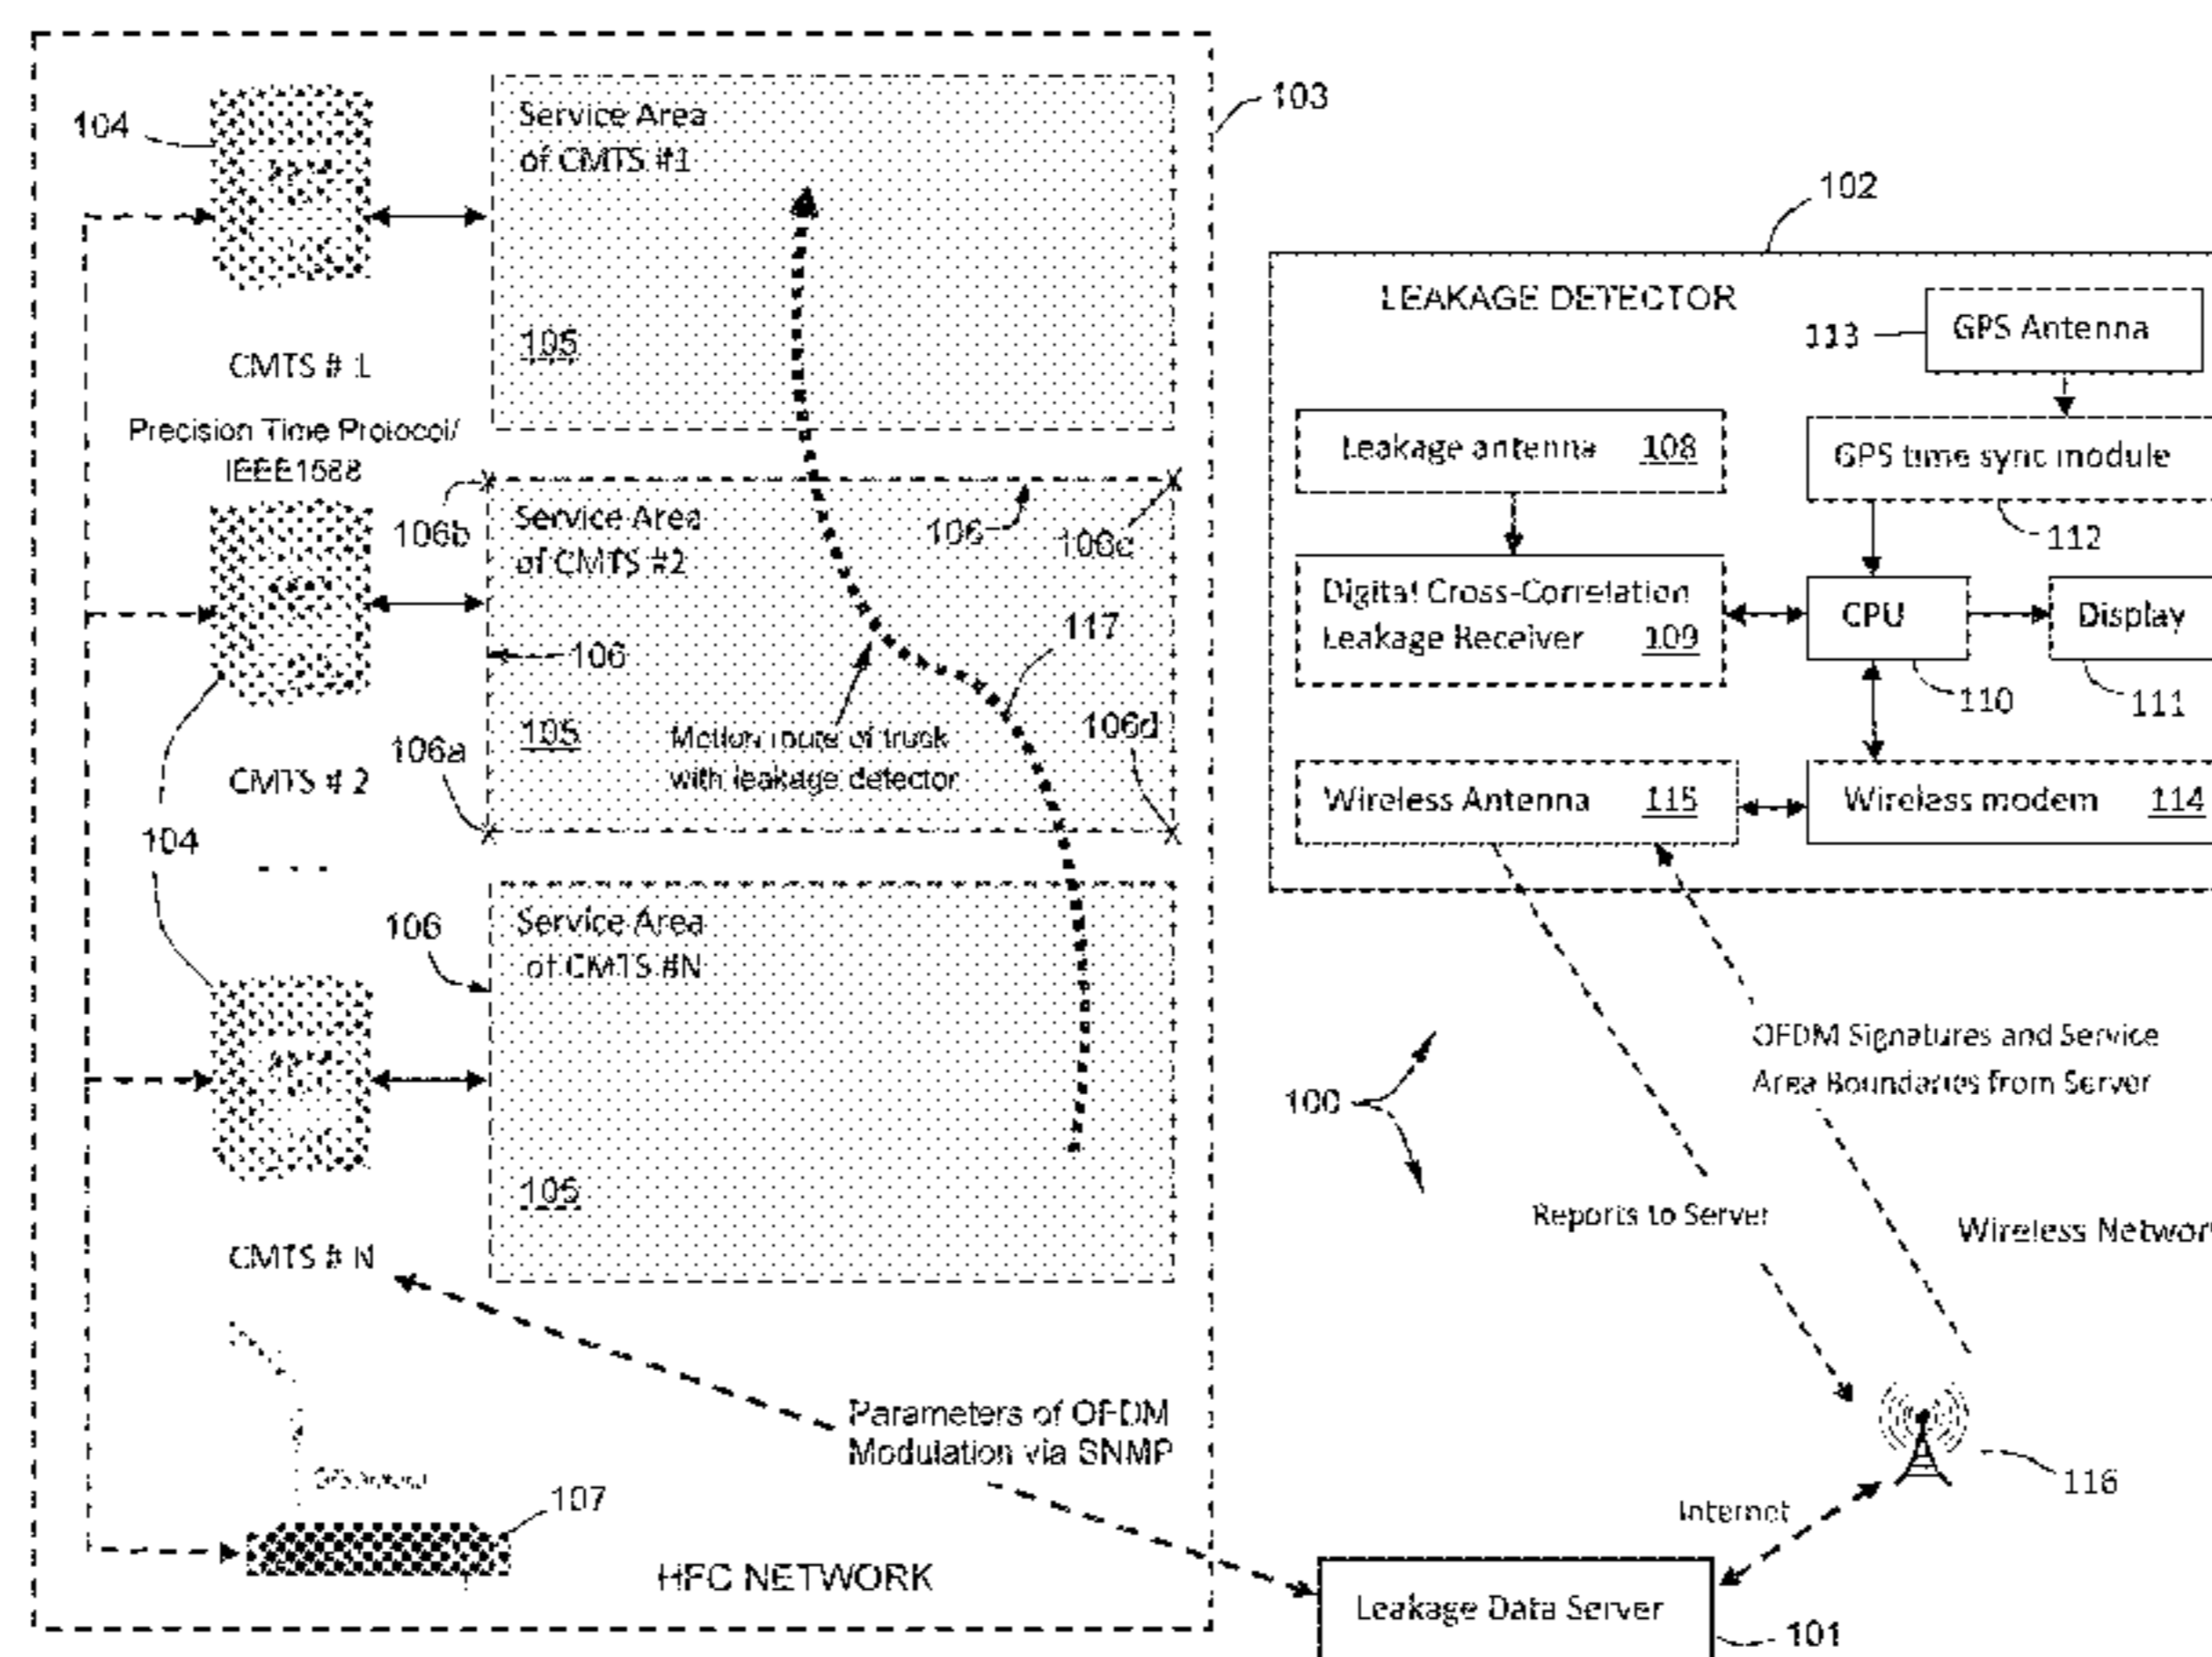 104
Service Area
of CMTS #1
103
105
CMTS # 1
Precision Time Protocol/
IEEE1588
106b
Service Area
of CMTS #2
106
106c
106
117
105
Motion route of truck
with leakage detector
106d
106a
CMTS # 2
104
- - -
106
Service Area
of CMTS #N
105
CMTS # N
Parameters of OFDM
Modulation via SNMP
107
HFC NETWORK
102
LEAKAGE DETECTOR
113
GPS Antenna
Leakage antenna 108
GPS time sync module
112
Digital Cross-Correlation
Leakage Receiver 109
CPU
Display
110
111
Wireless Antenna 115
Wireless modem 114
OFDM Signatures and Service
Area Boundaries from Server
100
Reports to Server
Wireless Networ
116
Internet
Leakage Data Server
101